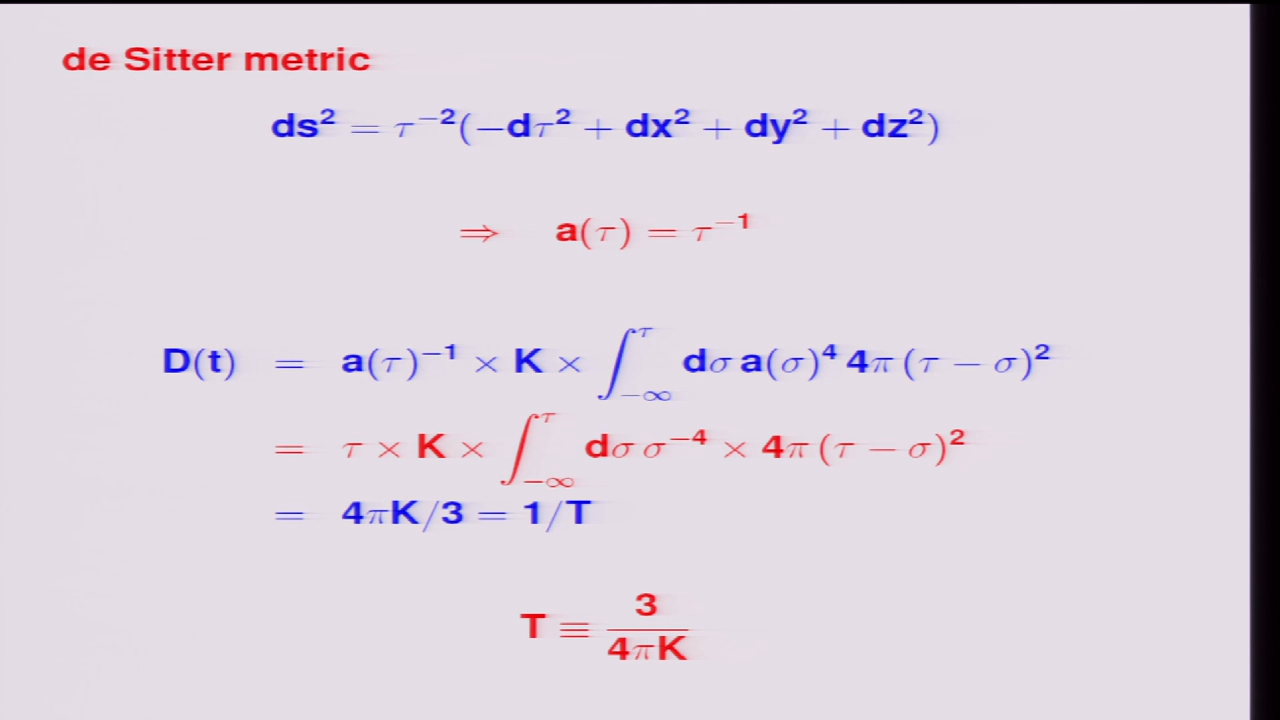 de Sitter metric
ds² = τ⁻²(−dτ² + dx² + dy² + dz²)
⇒ a(τ) = τ⁻¹
D(t) = a(τ)⁻¹ × K × ∫_{−∞}^{τ} dσ a(σ)⁴ 4π (τ − σ)²
= τ × K × ∫_{−∞}^{τ} dσ σ⁻⁴ × 4π (τ − σ)²
= 4πK/3 = 1/T
T ≡ 3/4πK